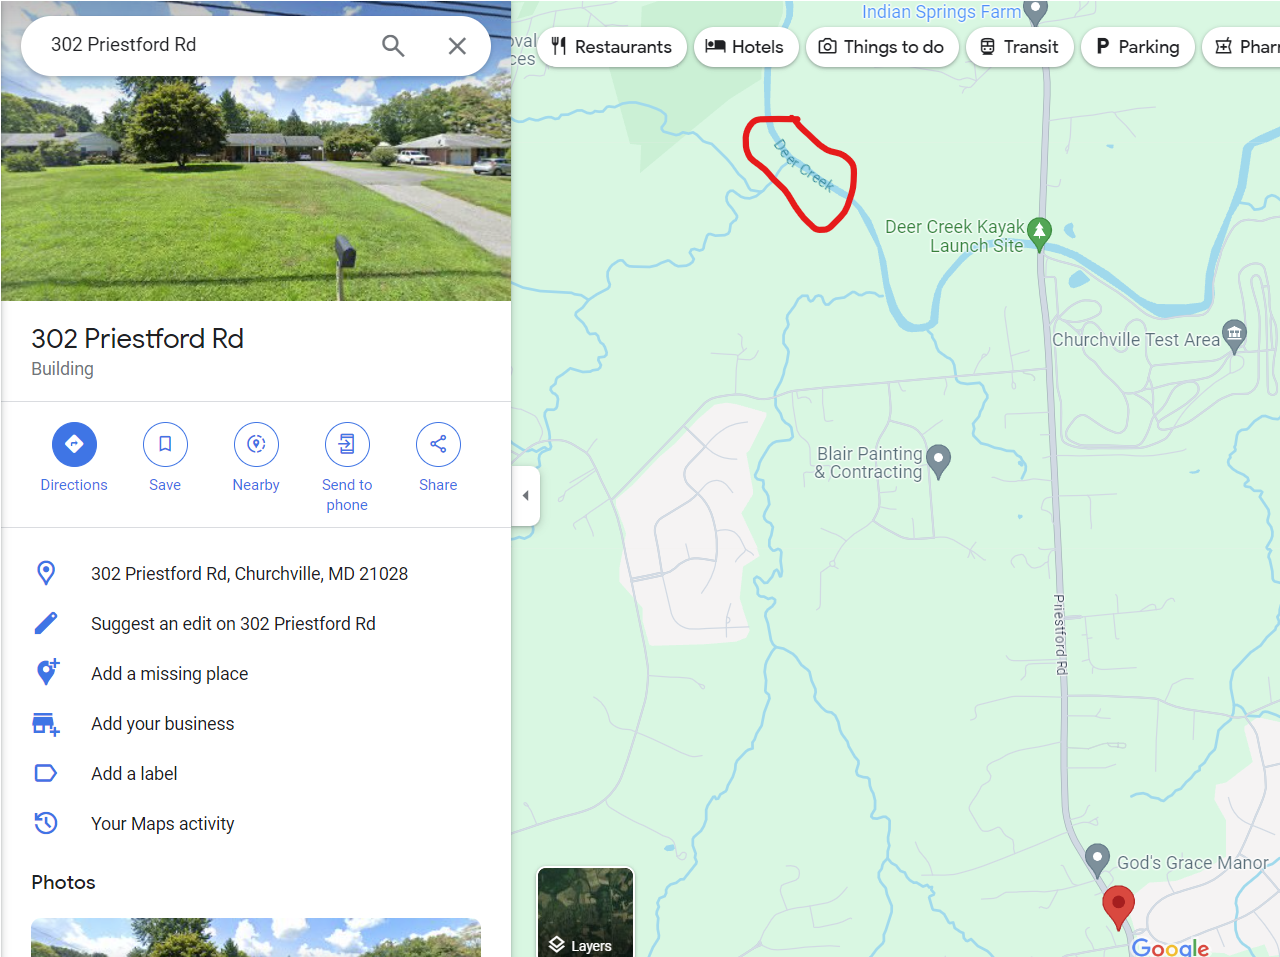 302 Priestford Rd
302 Priestford Rd
Building
Directions
Save
Nearby
Send to
phone
Share
302 Priestford Rd, Churchville, MD 21028
Suggest an edit on 302 Priestford Rd
Add a missing place
Add your business
Add a label
Your Maps activity
Photos
Indian Springs Farm
Restaurants
Hotels
Things to do
Transit
P Parking
Deer Creek
Deer Creek Kayak
Launch Site
Churchville Test Area
Blair Painting
& Contracting
Priestford Rd
God's Grace Manor
Layers
Google